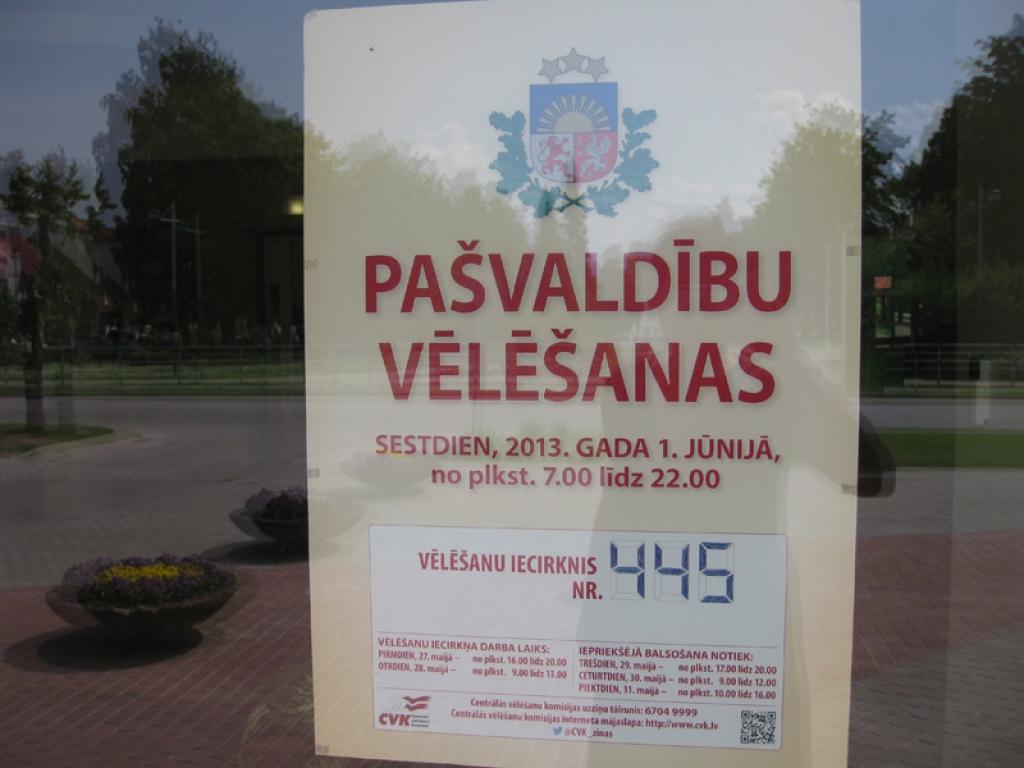 PAŠVALDĪBU
VĒLĒŠANAS
SESTDIEN, 2013. GADA 1. JŪNIJĀ,
no plkst. 7.00 līdz 22.00
VĒLĒŠANU IECIRKNIS
NR. 445
VĒLĒŠANU IECIRKŅA DARBA LAIKS:
PIRMDIEN, 27. maijā – no plkst. 16.00 līdz 20.00
OTRDIEN, 28. maijā – no plkst. 9.00 līdz 13.00
IEPRIEKŠĒJĀ BALSOŠANA NOTIEK:
TREŠDIEN, 29. maijā – no plkst. 17.00 līdz 20.00
CETURTDIEN, 30. maijā – no plkst. 9.00 līdz 12.00
PIEKTDIEN, 31. maijā – no plkst. 10.00 līdz 16.00
CVK Centrālā
vēlēšanu
komisija
Centrālās vēlēšanu komisijas uzziņu tālrunis: 6704 9999
Centrālās vēlēšanu komisijas interneta mājaslapa: http://www.cvk.lv
@CVK_zinas